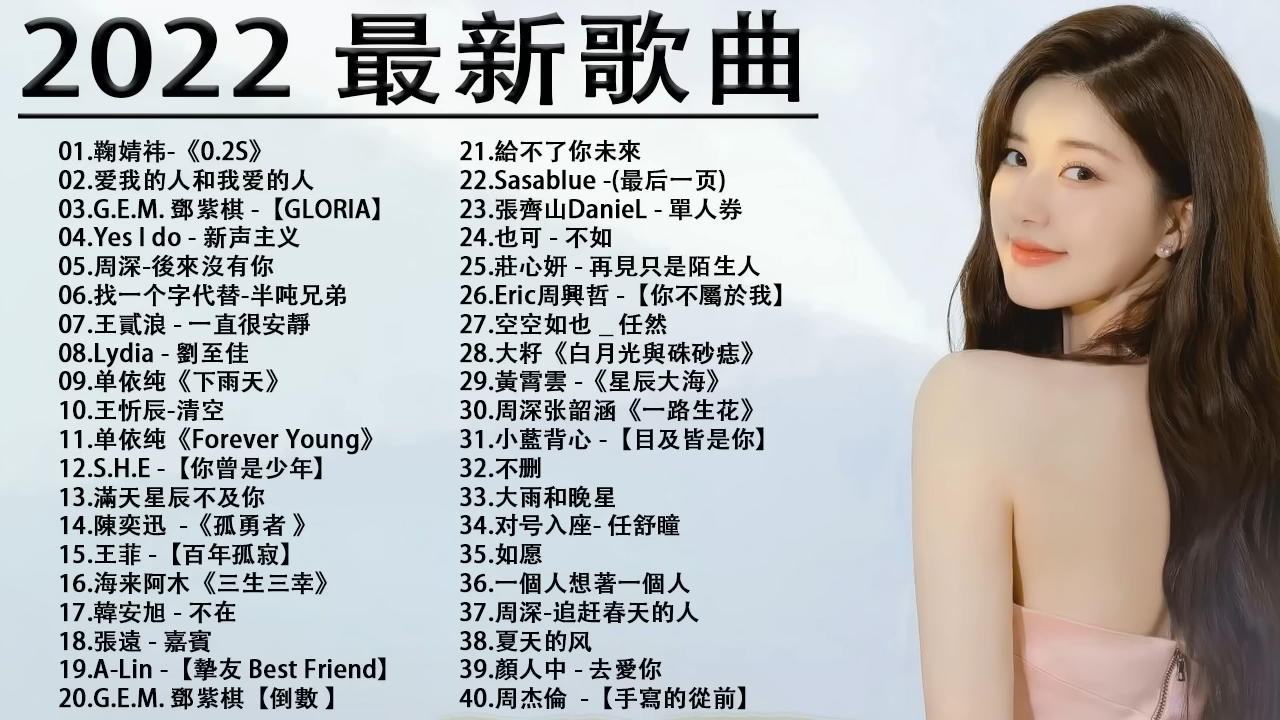 2022 最新歌曲
01.鞠婧祎-《0.2S》
02.爱我的人和我爱的人
03.G.E.M. 鄧紫棋 -【GLORIA】
04.Yes I do - 新声主义
05.周深-後來沒有你
06.找一个字代替-半吨兄弟
07.王貳浪 - 一直很安靜
08.Lydia - 劉至佳
09.单依纯《下雨天》
10.王忻辰-清空
11.单依纯《Forever Young》
12.S.H.E -【你曾是少年】
13.滿天星辰不及你
14.陳奕迅 -《孤勇者 》
15.王菲 -【百年孤寂】
16.海来阿木《三生三幸》
17.韓安旭 - 不在
18.張遠 - 嘉賓
19.A-Lin -【摯友 Best Friend】
20.G.E.M. 鄧紫棋【倒數 】
21.給不了你未來
22.Sasablue -(最后一页)
23.張齊山DanieL - 單人券
24.也可 - 不如
25.莊心妍 - 再見只是陌生人
26.Eric周興哲 -【你不屬於我】
27.空空如也 _ 任然
28.大籽《白月光與硃砂痣》
29.黃霄雲 -《星辰大海》
30.周深张韶涵《一路生花》
31.小藍背心 -【目及皆是你】
32.不删
33.大雨和晚星
34.对号入座- 任舒瞳
35.如愿
36.一個人想著一個人
37.周深-追赶春天的人
38.夏天的风
39.顏人中 - 去愛你
40.周杰倫 -【手寫的從前】